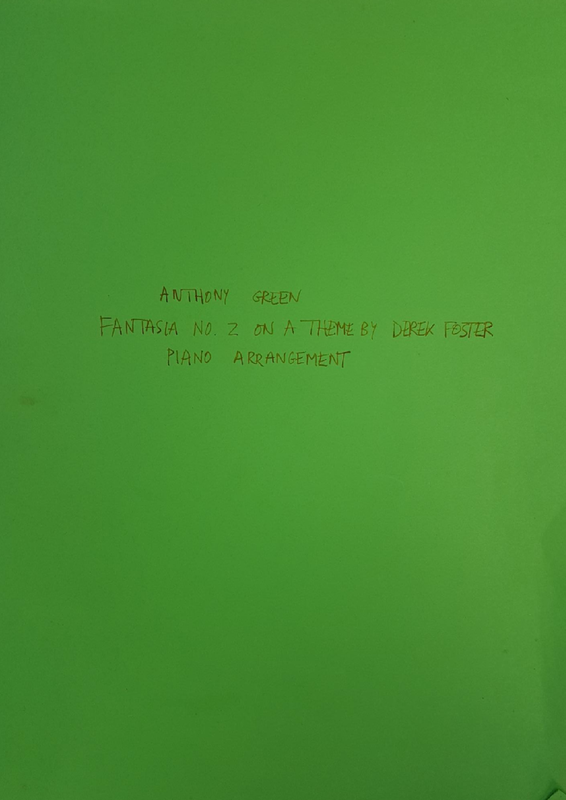 ANTHONY GREEN
FANTASIA NO. 2 ON A THEME BY DEREK FOSTER
PIANO ARRANGEMENT